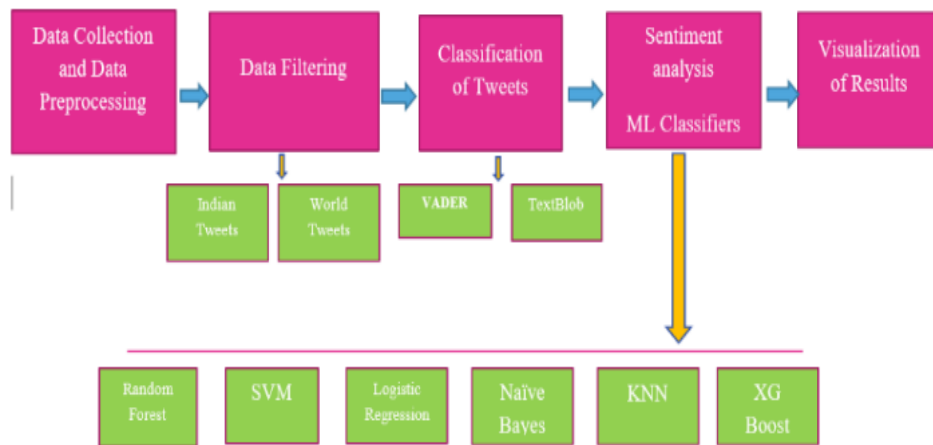 Data Collection
and Data
Preprocessing
Data Filtering
Classification
of Tweets
Sentiment
analysis
ML Classifiers
Visualization
of Results
Indian
Tweets
World
Tweets
VADER
TextBlob
Random
Forest
SVM
Logistic
Regression
Naïve
Bayes
KNN
XG
Boost